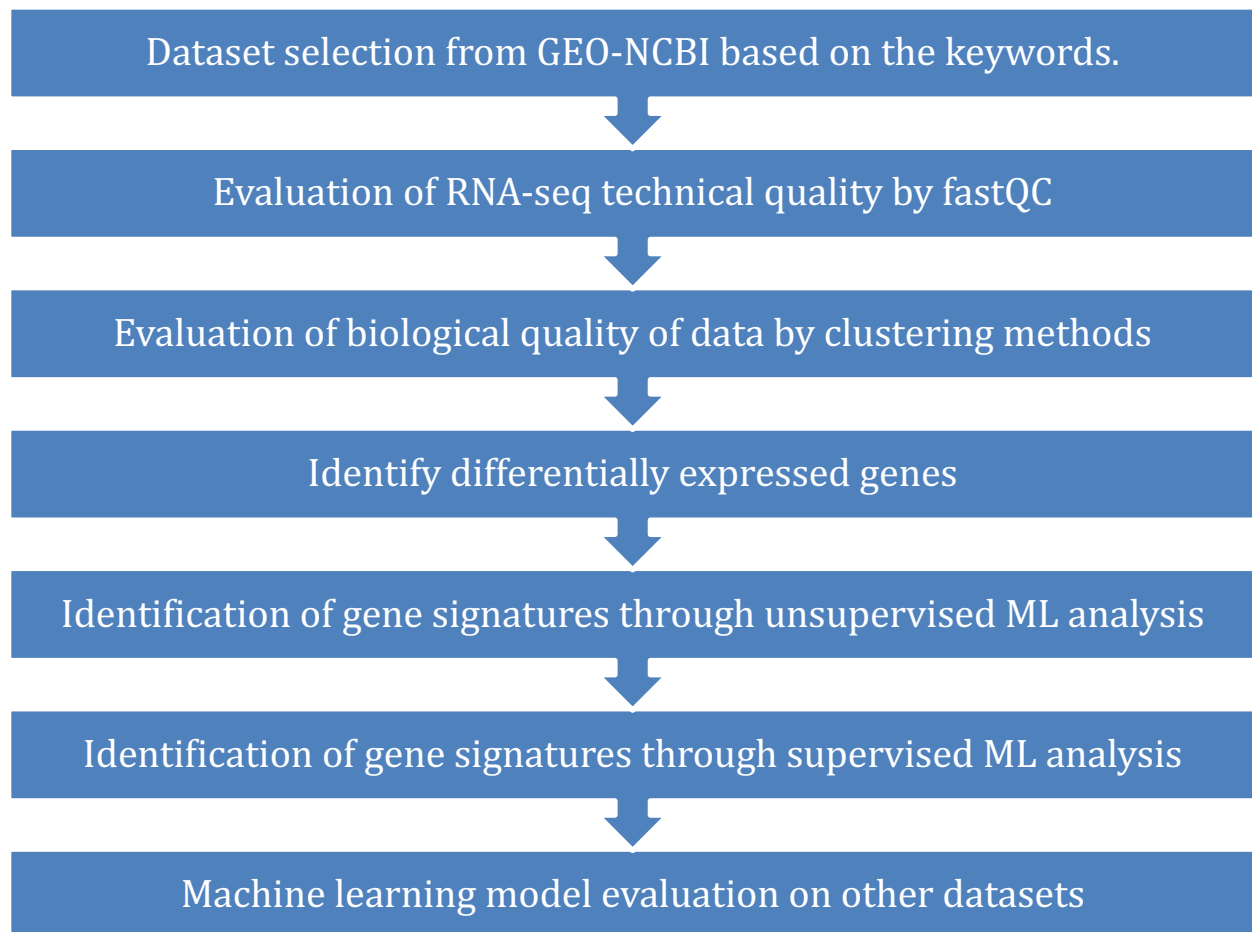 Dataset selection from GEO-NCBI based on the keywords.
Evaluation of RNA-seq technical quality by fastQC
Evaluation of biological quality of data by clustering methods
Identify differentially expressed genes
Identification of gene signatures through unsupervised ML analysis
Identification of gene signatures through supervised ML analysis
Machine learning model evaluation on other datasets